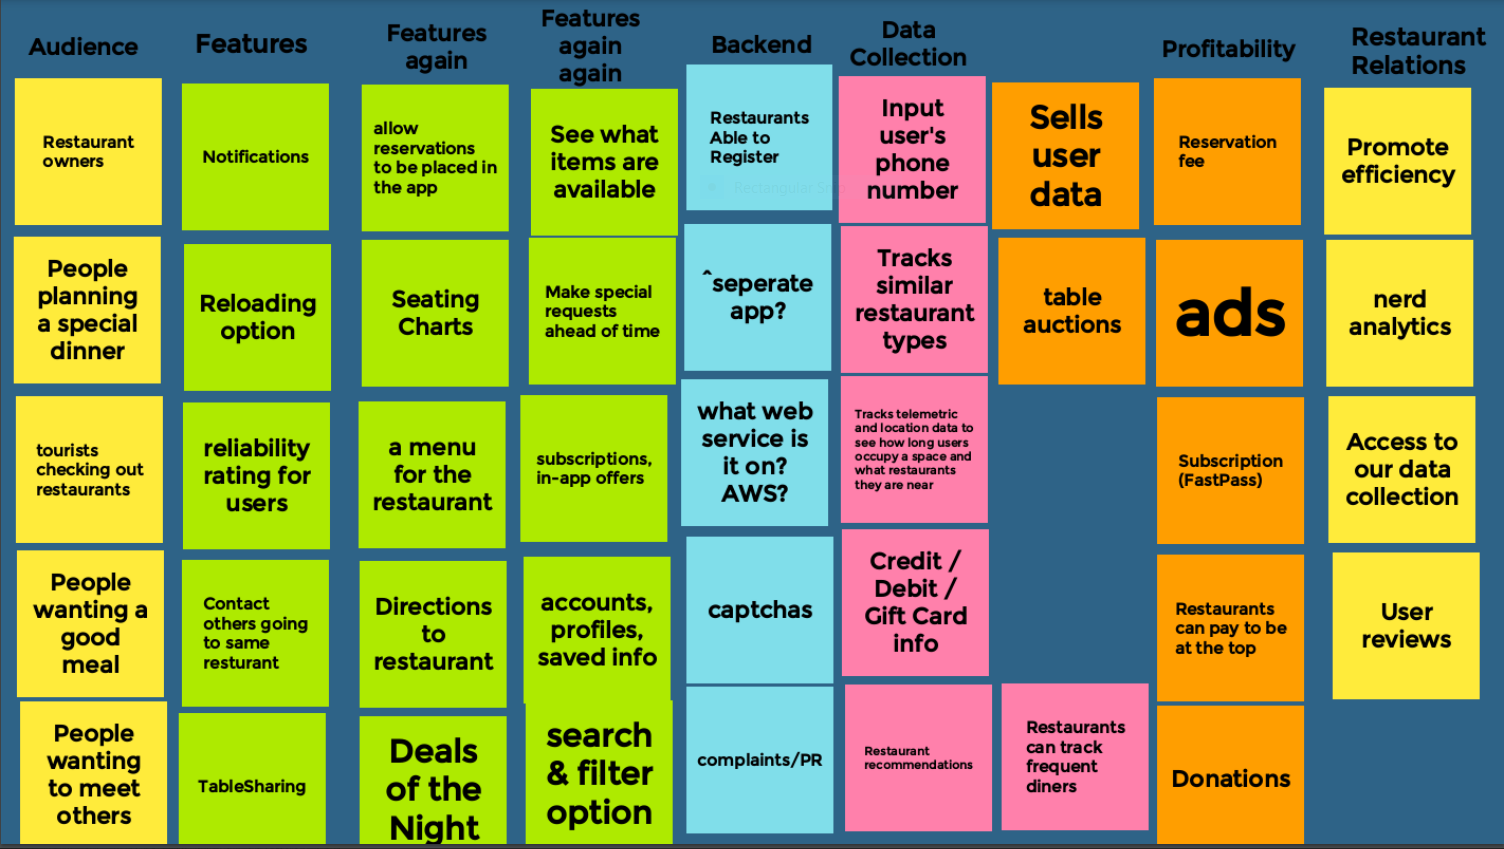 Audience
Restaurant
owners
People
planning
a special
dinner
tourists
checking out
restaurants
People
wanting a
good
meal
People
wanting
to meet
others
Features
Notifications
Reloading
option
reliability
rating for
users
Contact
others going
to same
resturant
TableSharing
Features
again
allow
reservations
to be placed in
the app
Seating
Charts
a menu
for the
restaurant
Directions
to
restaurant
Deals
of the
Night
Features
again
again
See what
items are
available
Make special
requests
ahead of time
subscriptions,
in-app offers
accounts,
profiles,
saved info
search
& filter
option
Backend
Restaurants
Able to
Register
Rectangular Snip
^seperate
app?
what web
service is
it on?
AWS?
captchas
complaints/PR
Data
Collection
Input
user's
phone
number
Tracks
similar
restaurant
types
Tracks telemetric
and location data to
see how long users
occupy a space and
what restaurants
they are near
Credit /
Debit /
Gift Card
info
Restaurant
recommendations
Sells
user
data
table
auctions
Restaurants
can track
frequent
diners
Profitability
Reservation
fee
ads
Subscription
(FastPass)
Restaurants
can pay to be
at the top
Donations
Restaurant
Relations
Promote
efficiency
nerd
analytics
Access to
our data
collection
User
reviews